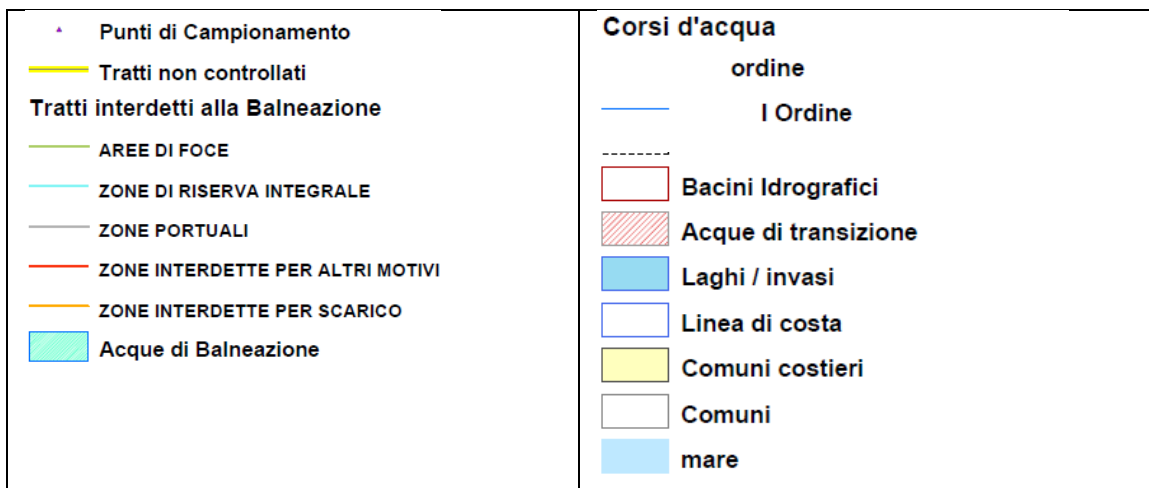 Punti di Campionamento
Tratti non controllati
Tratti interdetti alla Balneazione
AREE DI FOCE
ZONE DI RISERVA INTEGRALE
ZONE PORTUALI
ZONE INTERDETTE PER ALTRI MOTIVI
ZONE INTERDETTE PER SCARICO
Acque di Balneazione
Corsi d'acqua
ordine
I Ordine
Bacini Idrografici
Acque di transizione
Laghi / invasi
Linea di costa
Comuni costieri
Comuni
mare